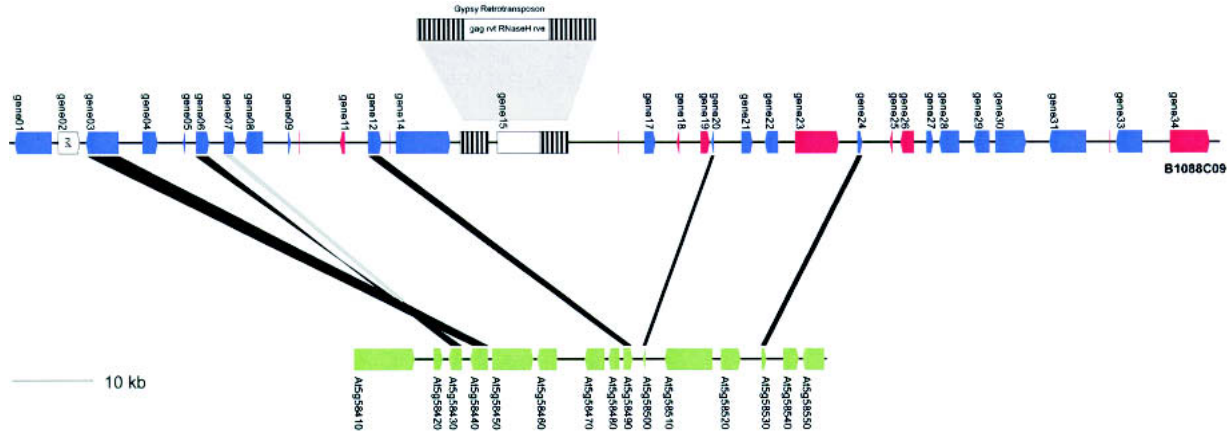 Gypsy Retrotransposon
gag rvt RNaseH rve
gene01
gene02
gene03
gene04
gene05
gene06
gene07
gene08
gene09
gene11
gene12
gene14
gene15
gene17
gene18
gene19
gene20
gene21
gene22
gene23
gene24
gene25
gene26
gene27
gene28
gene29
gene30
gene31
gene33
gene34
rvt
B1088C09
10 kb
At5g58410
At5g58420
At5g58430
At5g58440
At5g58450
At5g58460
At5g58470
At5g58480
At5g58490
At5g58500
At5g58510
At5g58520
At5g58530
At5g58540
At5g58550